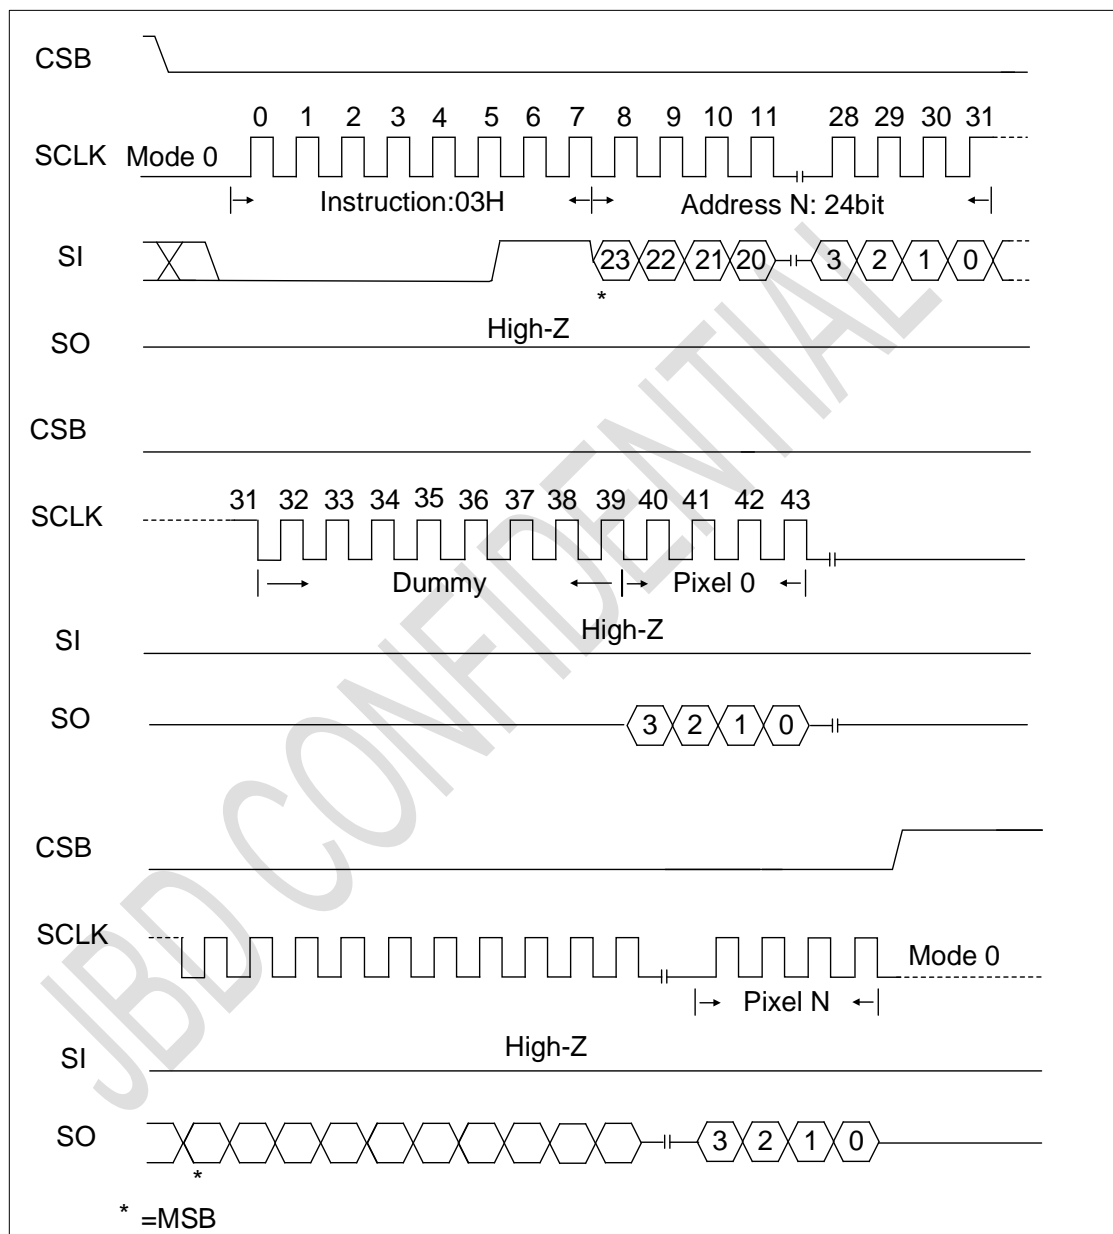 CSB
0 1 2 3 4 5 6 7 8 9 10 11 28 29 30 31
SCLK Mode 0
Instruction:03H Address N: 24bit
SI 23 22 21 20 3 2 1 0
*
High-Z
SO
CSB
31 32 33 34 35 36 37 38 39 40 41 42 43
SCLK
Dummy Pixel 0
High-Z
SI
SO 3 2 1 0
CSB
SCLK
Mode 0
Pixel N
High-Z
SI
SO 3 2 1 0
*
* =MSB
JBD CONFIDENTIAL